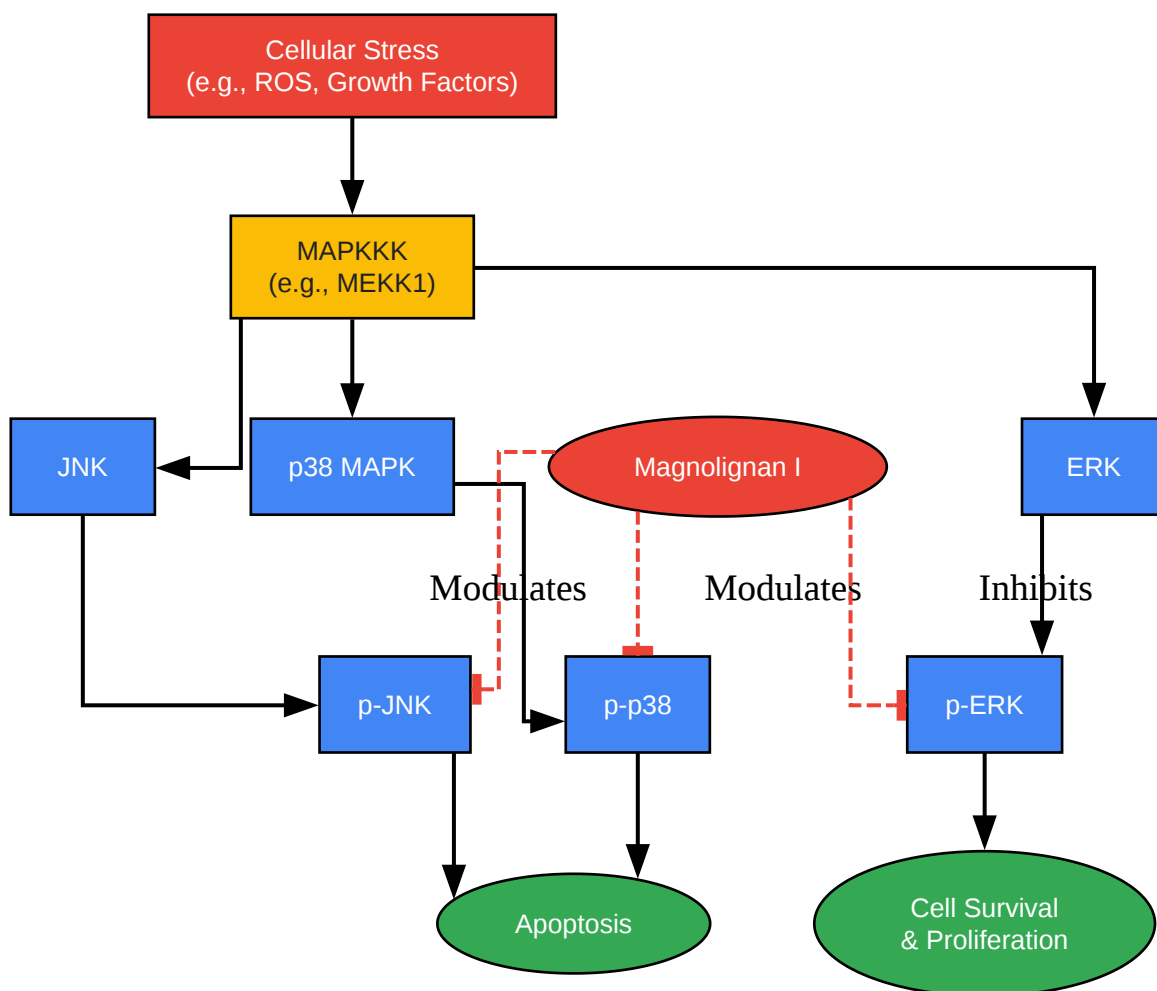 Cellular Stress
(e.g., ROS, Growth Factors)
MAPKKK
(e.g., MEKK1)
JNK
p38 MAPK
Magnolignan I
ERK
Modulates
Modulates
Inhibits
p-JNK
p-p38
p-ERK
Apoptosis
Cell Survival
& Proliferation